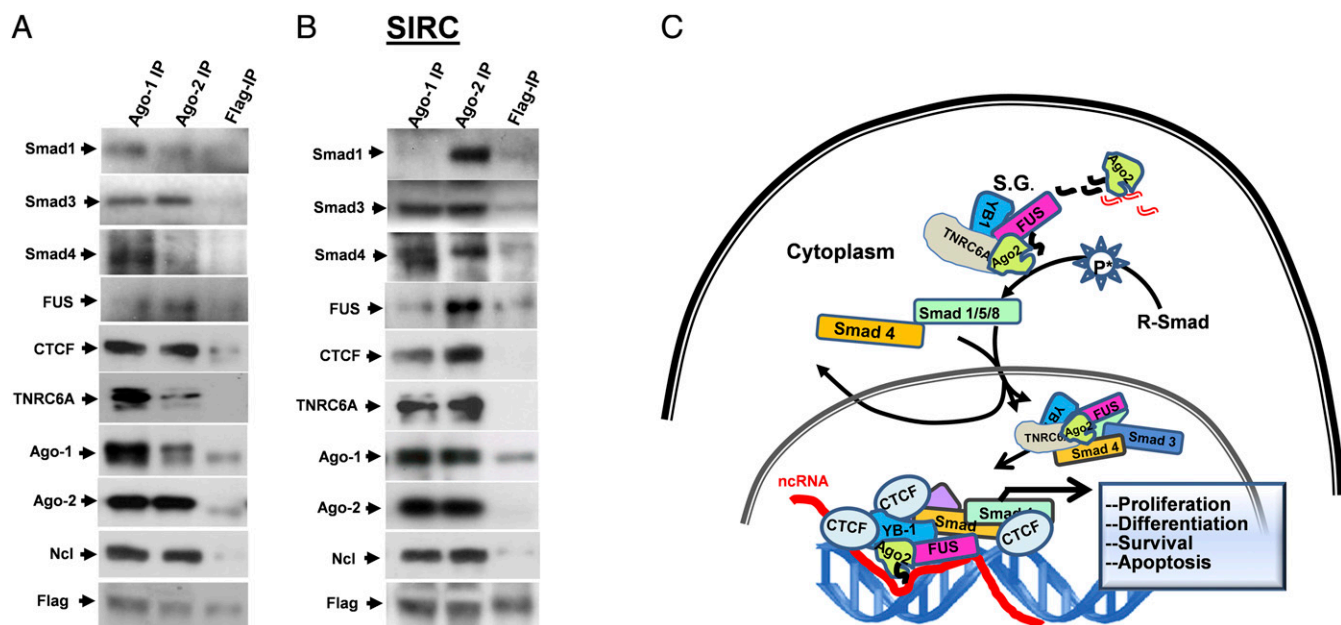 A
Ago-1 IP
Ago-2 IP
Flag-IP
Smad1
Smad3
Smad4
FUS
CTCF
TNRC6A
Ago-1
Ago-2
Ncl
Flag
B
SIRC
Ago-1 IP
Ago-2 IP
Flag-IP
Smad1
Smad3
Smad4
FUS
CTCF
TNRC6A
Ago-1
Ago-2
Ncl
Flag
C
Ago2
S.G.
YB1
FUS
TNRC6A
Ago2
Cytoplasm
P*
R-Smad
Smad 1/5/8
Smad 4
FUS
Ago2
Smad 3
Smad 4
ncRNA
CTCF
CTCF
YB-1
Smad
CTCF
Ago2
FUS
--Proliferation
--Differentiation
--Survival
--Apoptosis